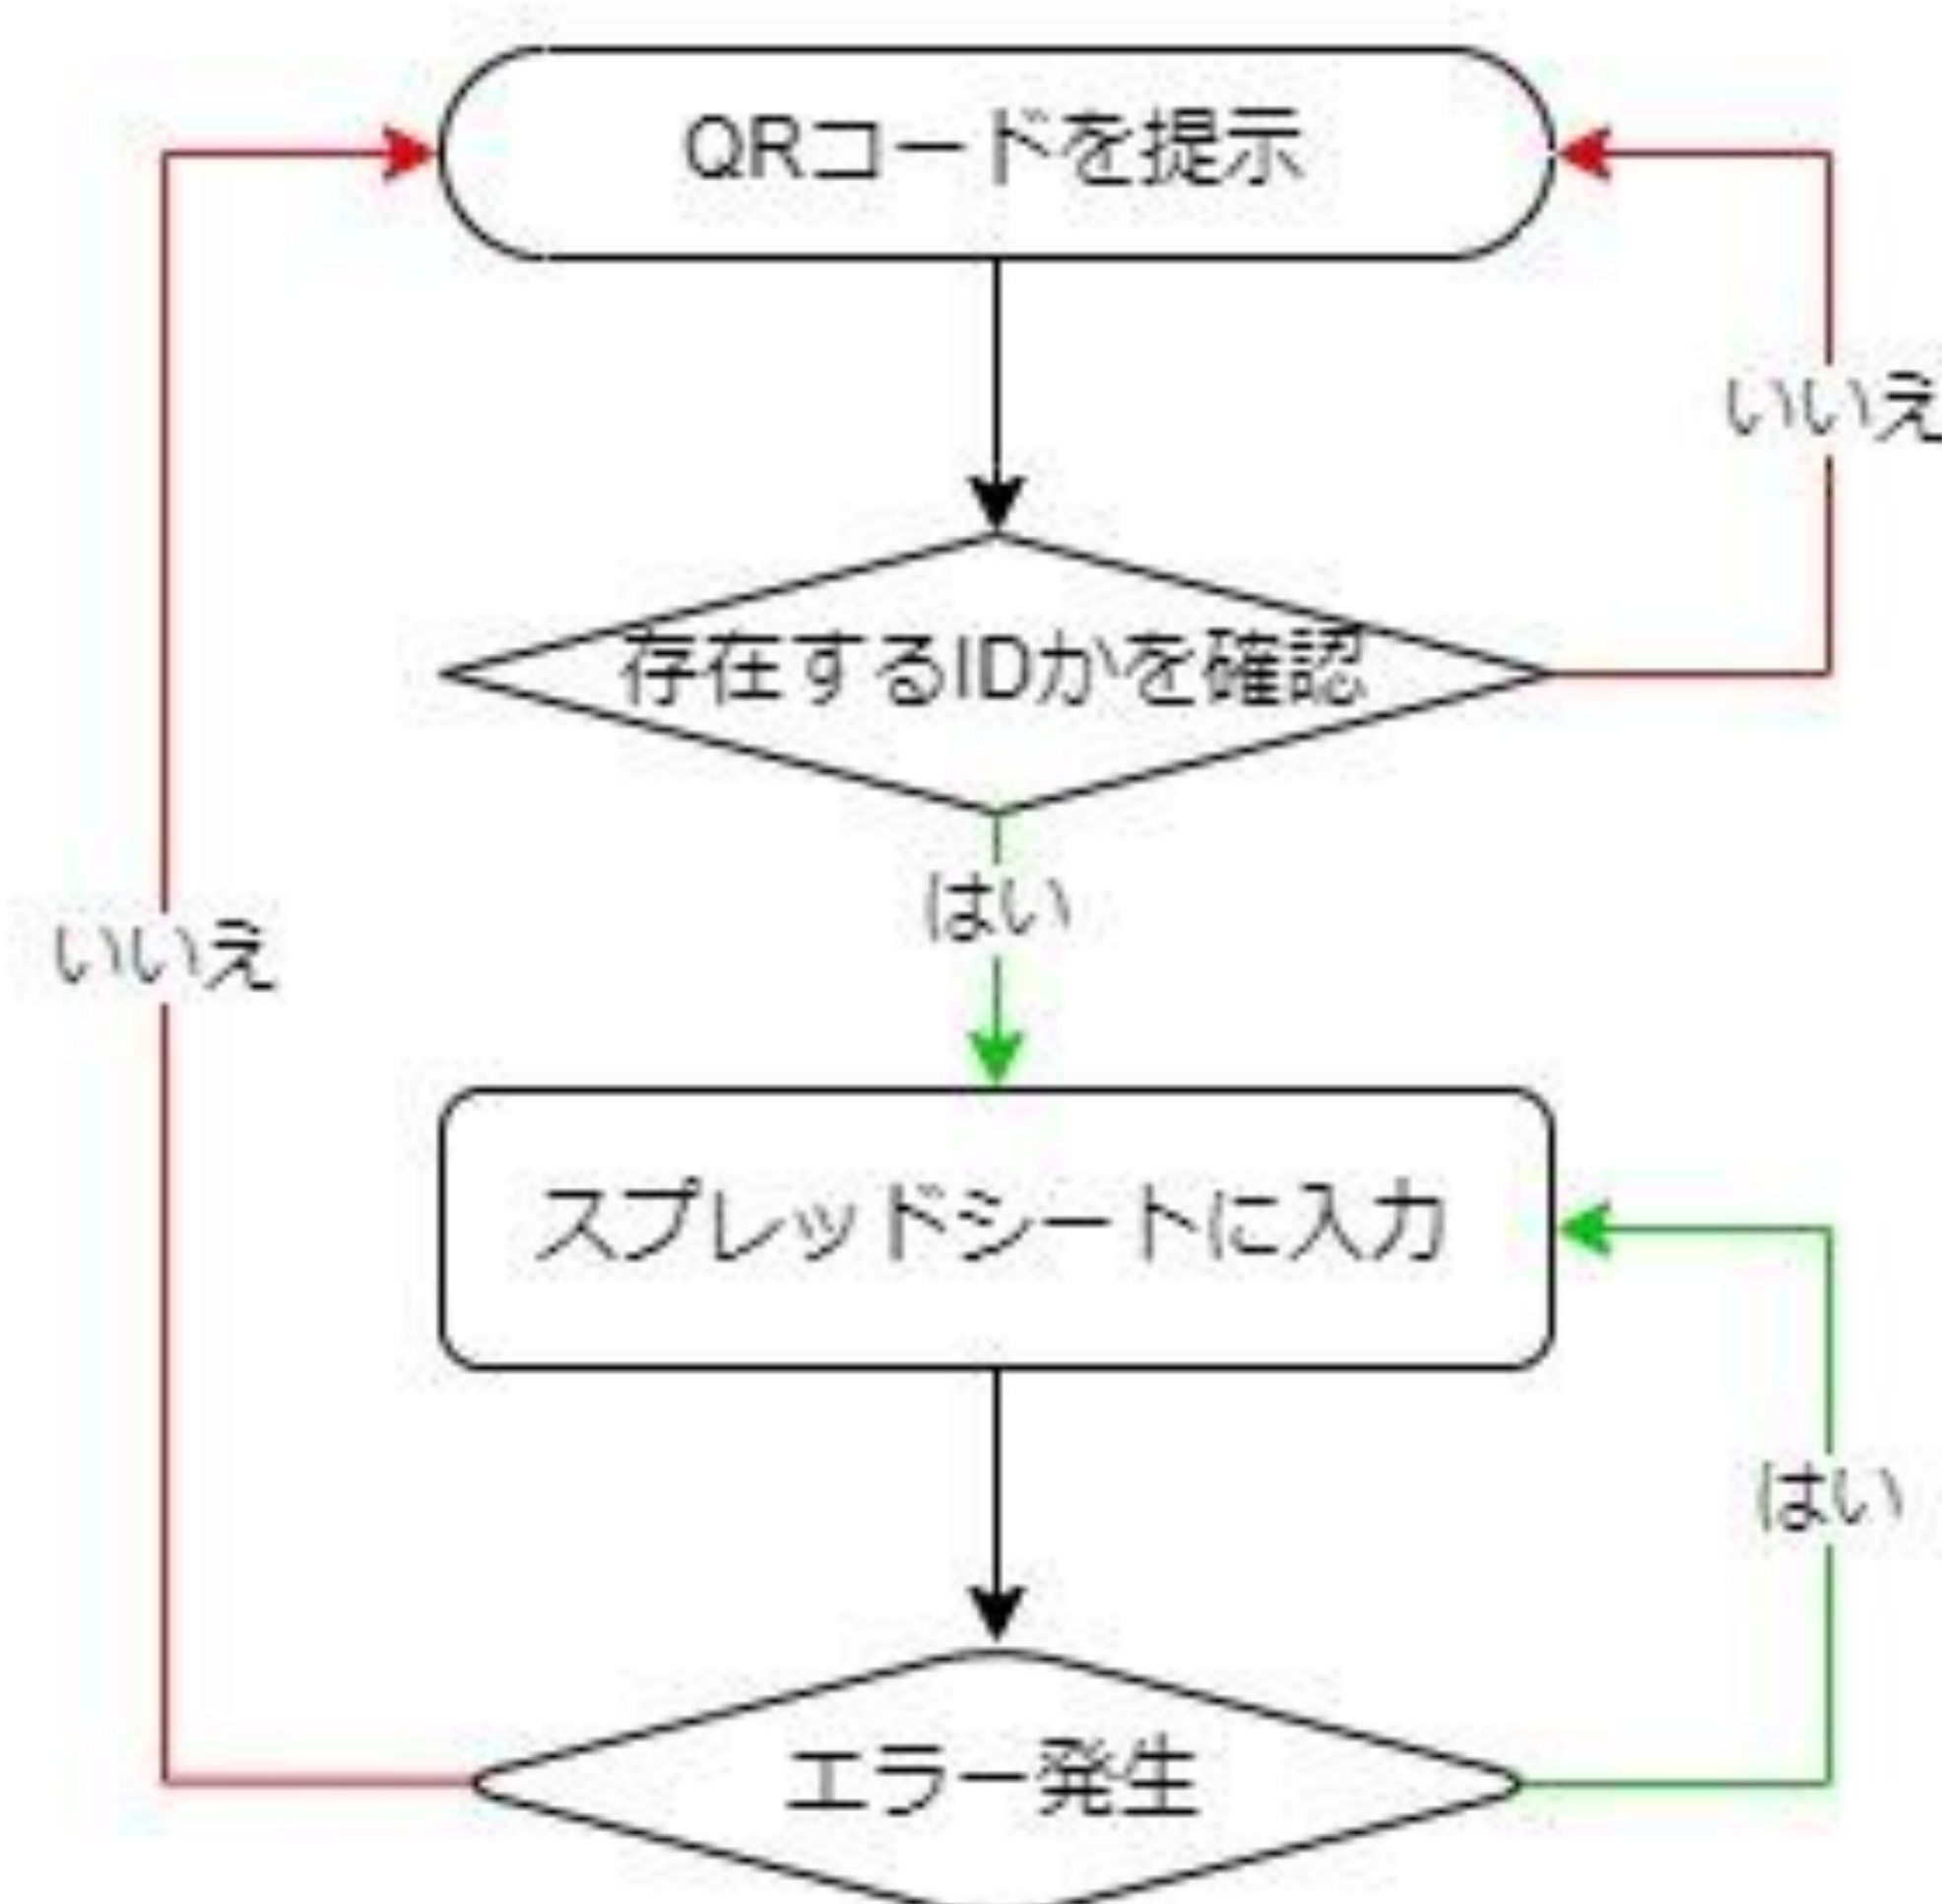 QRコードを提示
いいえ
存在するIDかを確認
はい
いいえ
スプレッドシートに入力
はい
エラー発生